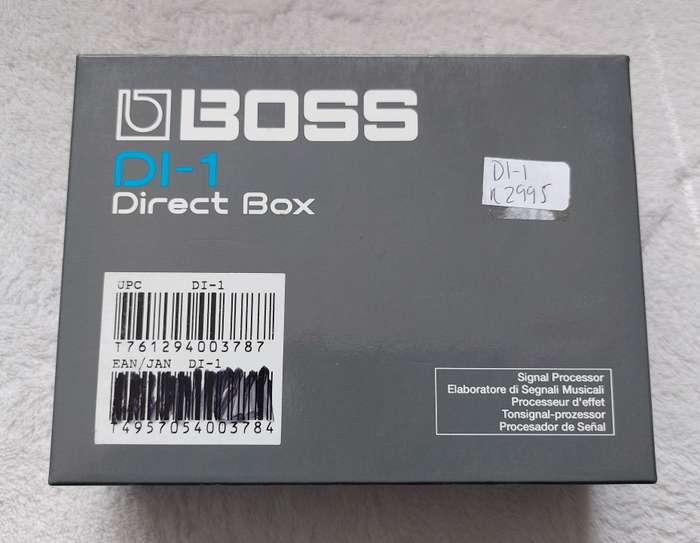 BOSS
DI-1
Direct Box
DI-1
R2995
UPC DI-1
T761294003787
EAN/JAN DI-1
T4957054003784
Signal Processor
Elaboratore di Segnali Musicali
Processeur d'effet
Tonsignal-prozessor
Procesador de Señal